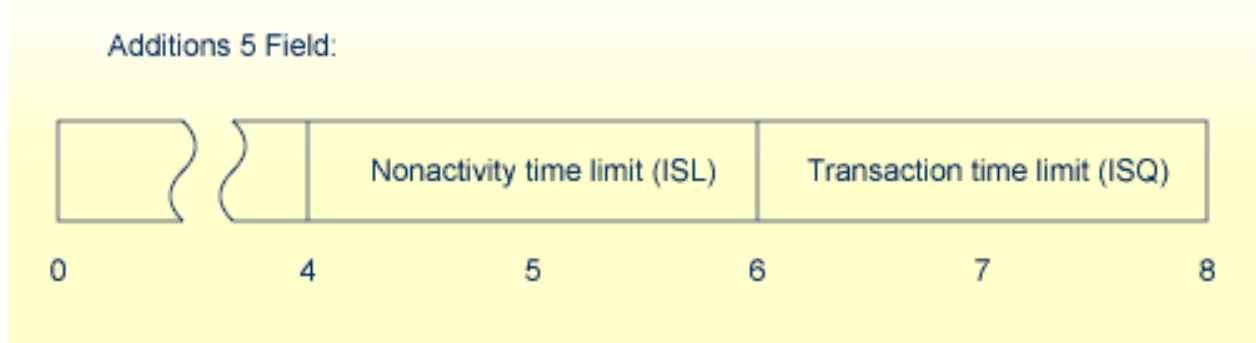 Additions 5 Field:
Nonactivity time limit (ISL) Transaction time limit (ISQ)
0 4 5 6 7 8